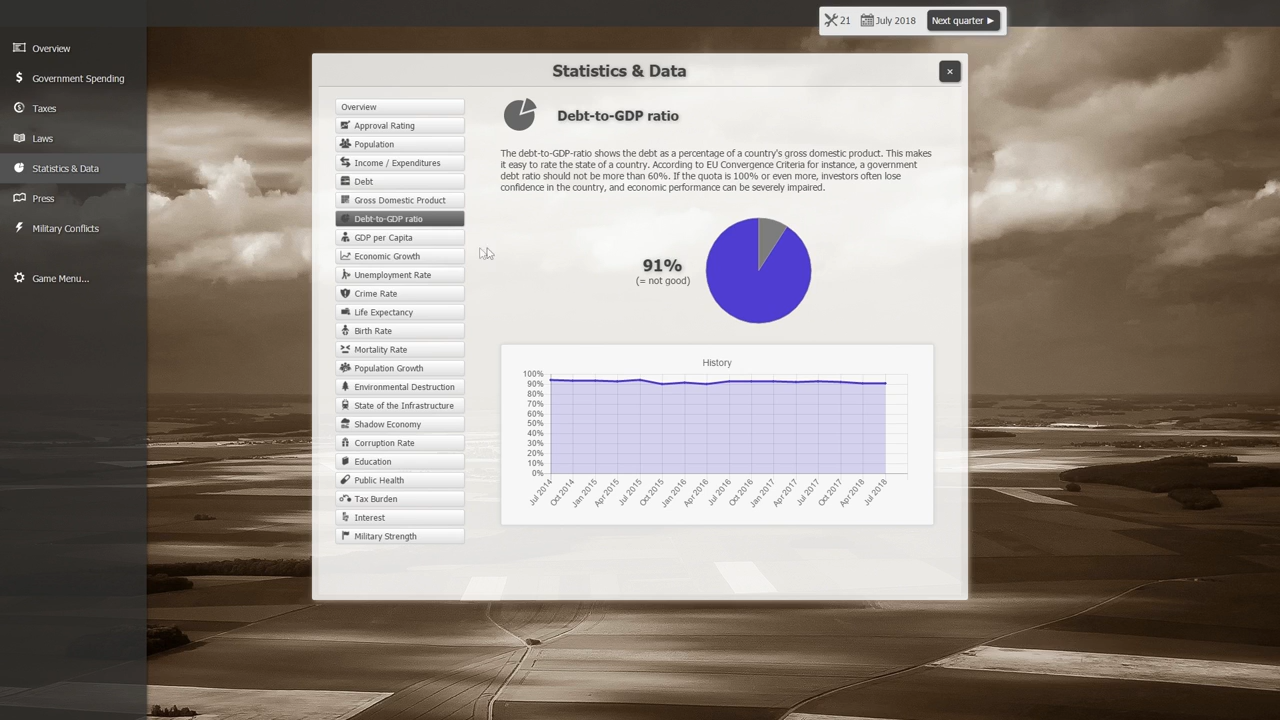 21 July 2018 Next quarter ►
Overview
$ Government Spending
Taxes
Laws
Statistics & Data
Press
Military Conflicts
Game Menu...
Statistics & Data
×
Overview
Approval Rating
Population
Income / Expenditures
Debt
Gross Domestic Product
Debt-to-GDP ratio
GDP per Capita
Economic Growth
Unemployment Rate
Crime Rate
Life Expectancy
Birth Rate
Mortality Rate
Population Growth
Environmental Destruction
State of the Infrastructure
Shadow Economy
Corruption Rate
Education
Public Health
Tax Burden
Interest
Military Strength
Debt-to-GDP ratio
The debt-to-GDP-ratio shows the debt as a percentage of a country's gross domestic product. This makes
it easy to rate the state of a country. According to EU Convergence Criteria for instance, a government
debt ratio should not be more than 60%. If the quota is 100% or even more, investors often lose
confidence in the country, and economic performance can be severely impaired.
91%
(= not good)
History
100%
90%
80%
70%
60%
50%
40%
30%
20%
10%
0%
Jul 2014
Oct 2014
Jan 2015
Apr 2015
Jul 2015
Oct 2015
Jan 2016
Apr 2016
Jul 2016
Oct 2016
Jan 2017
Apr 2017
Jul 2017
Oct 2017
Apr 2018
Jul 2018